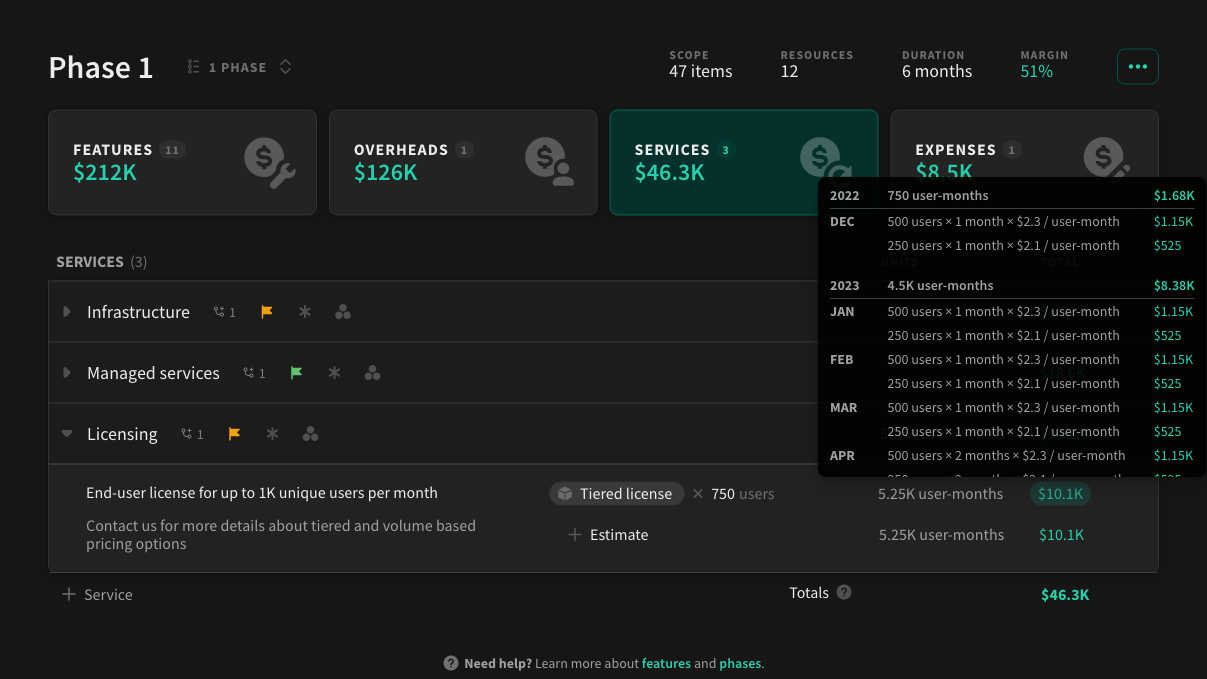 Phase 1
1 PHASE
SCOPE
47 items
RESOURCES
12
DURATION
6 months
MARGIN
51%
FEATURES 11
$212K
OVERHEADS 1
$126K
SERVICES 3
$46.3K
EXPENSES 1
$8.5K
2022 750 user-months $1.68K
DEC 500 users × 1 month × $2.3 / user-month $1.15K
250 users × 1 month × $2.1 / user-month $525
2023 4.5K user-months $8.38K
JAN 500 users × 1 month × $2.3 / user-month $1.15K
250 users × 1 month × $2.1 / user-month $525
FEB 500 users × 1 month × $2.3 / user-month $1.15K
250 users × 1 month × $2.1 / user-month $525
MAR 500 users × 1 month × $2.3 / user-month $1.15K
250 users × 1 month × $2.1 / user-month $525
APR 500 users × 2 months × $2.3 / user-month $1.15K
SERVICES (3)
UNITS TOTAL
Infrastructure 1
Managed services 1
Licensing 1
End-user license for up to 1K unique users per month
Tiered license × 750 users 5.25K user-months $10.1K
Contact us for more details about tiered and volume based
pricing options
+ Estimate 5.25K user-months $10.1K
+ Service
Totals ? $46.3K
? Need help? Learn more about features and phases.